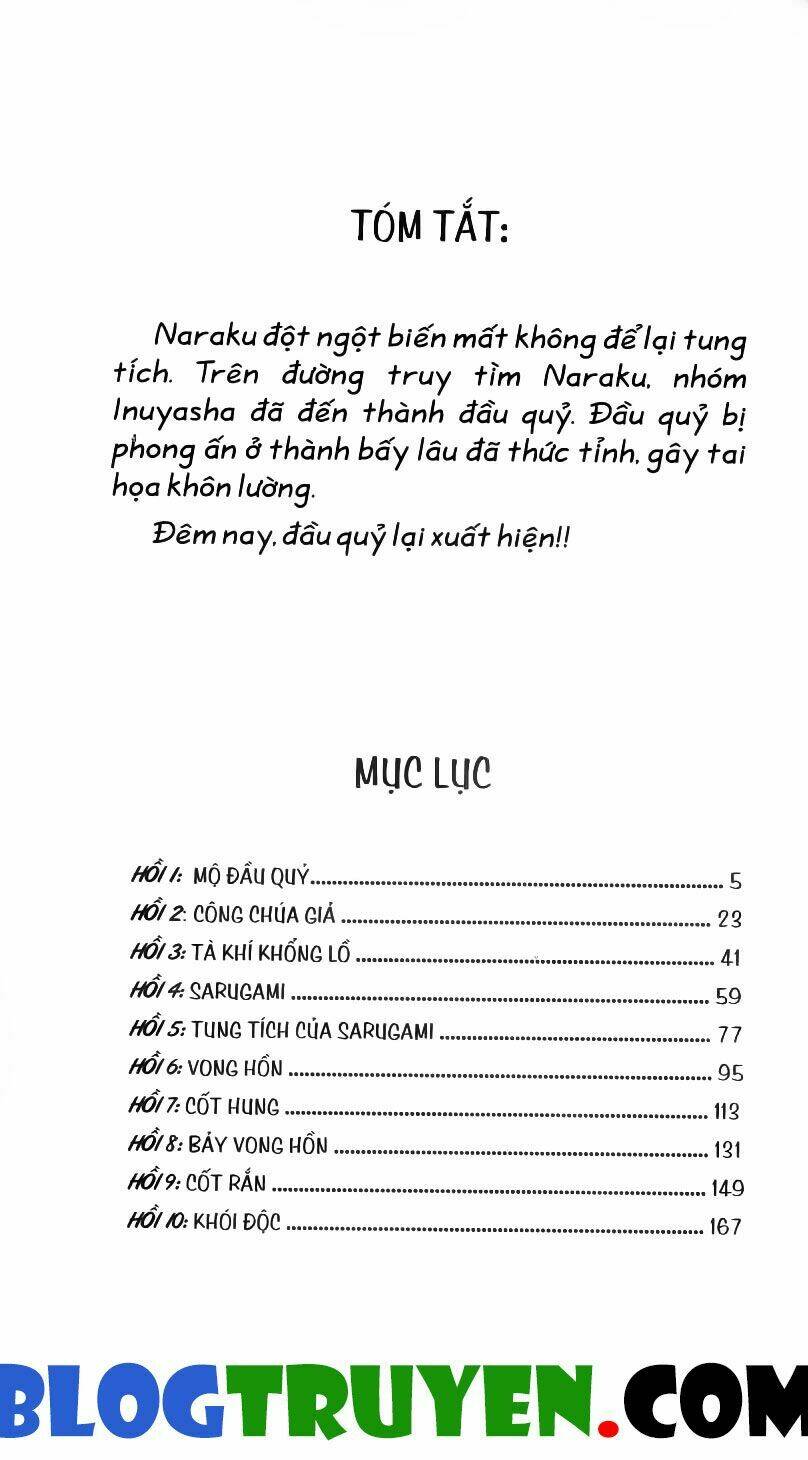 TÓM TẮT:
Naraku đột ngột biến mất không để lại tung
tích. Trên đường truy tìm Naraku, nhóm
Inuyasha đã đến thành đầu quỷ. Đầu quỷ bị
phong ấn ở thành bấy lâu đã thức tỉnh, gây tai
họa khôn lường.
Đêm nay, đầu quỷ lại xuất hiện!!
MỤC LỤC
HỒI 1: MỘ ĐẦU QUỶ........................................ 5
HỒI 2: CÔNG CHÚA GIẢ ........................................ 23
HỒI 3: TÀ KHÍ KHỔNG LỒ ........................................ 41
HỒI 4: SARUGAMI ........................................ 59
HỒI 5: TUNG TÍCH CỦA SARUGAMI ........................................ 77
HỒI 6: VONG HỒN ........................................ 95
HỒI 7: CỐT HUNG ........................................ 113
HỒI 8: BẢY VONG HỒN ........................................ 131
HỒI 9: CỐT RẮN ........................................ 149
HỒI 10: KHÓI ĐỘC ........................................ 167
BLOGTRUYEN.COM